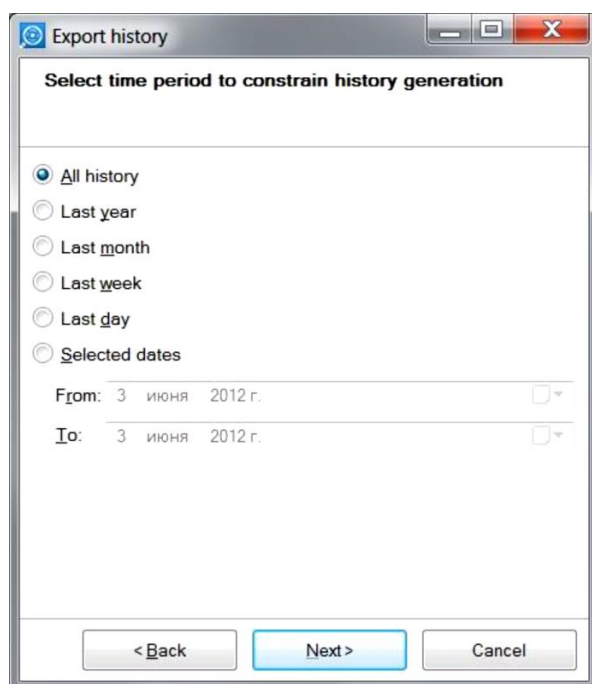 Export history
Select time period to constrain history generation
All history
Last year
Last month
Last week
Last day
Selected dates
From: 3 июня 2012 г.
To: 3 июня 2012 г.
< Back Next > Cancel